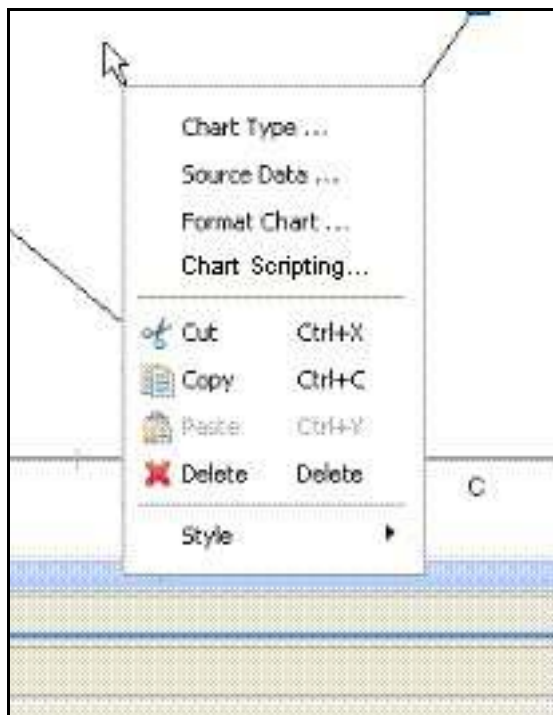 Chart Type ...
Source Data ...
Format Chart ...
Chart Scripting...
Cut Ctrl+X
Copy Ctrl+C
Paste Ctrl+Y
Delete Delete
Style
C